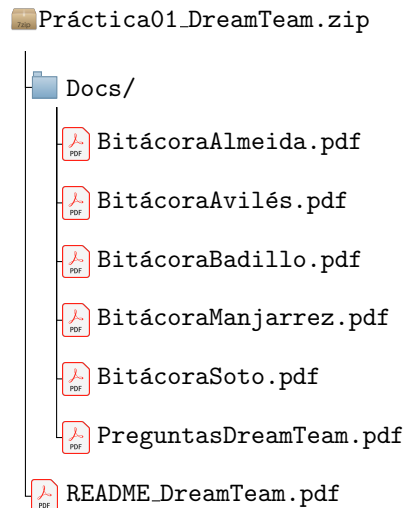 Práctica01_DreamTeam.zip
Docs/
BitácoraAlmeida.pdf
BitácoraAvilés.pdf
BitácoraBadillo.pdf
BitácoraManjarrez.pdf
BitácoraSoto.pdf
PreguntasDreamTeam.pdf
README_DreamTeam.pdf